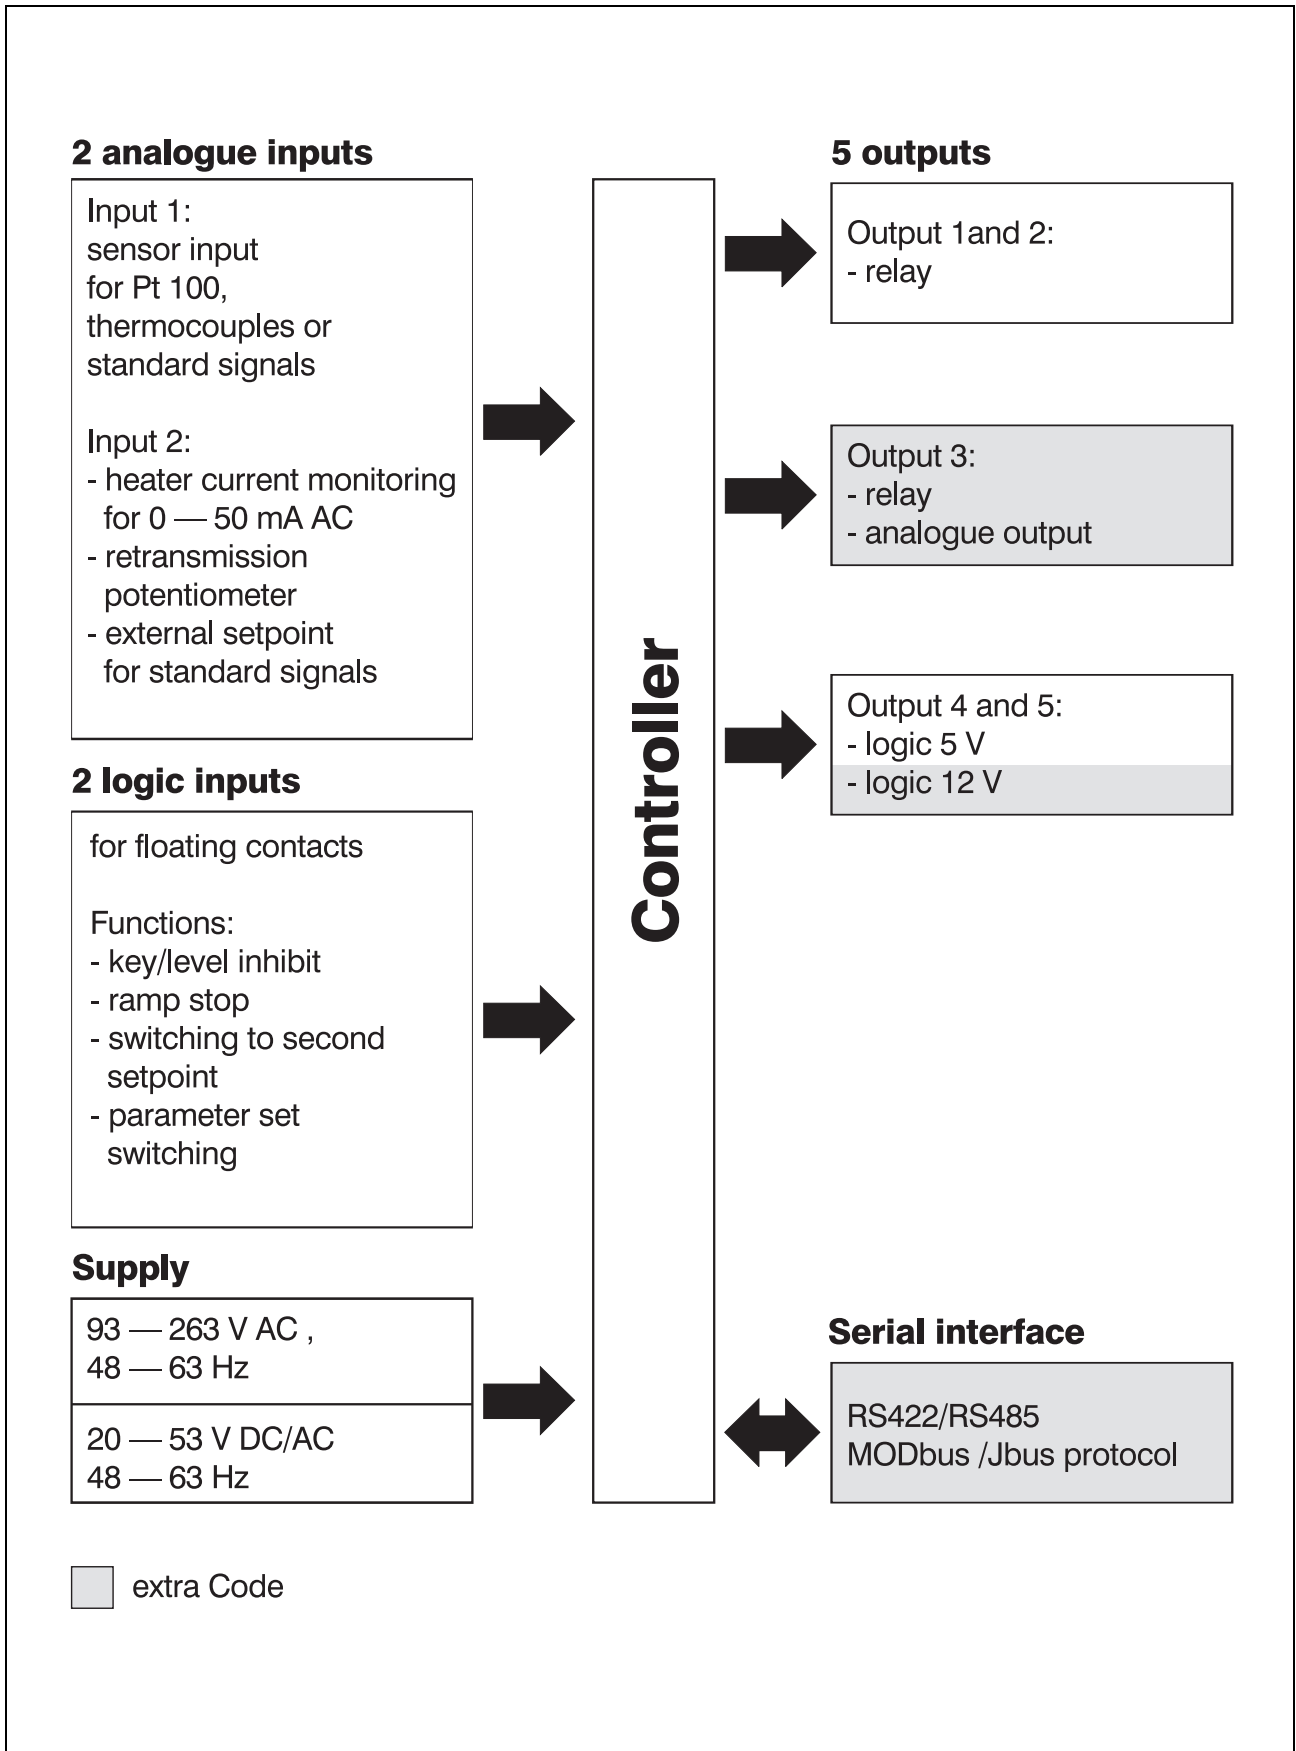 2 analogue inputs
Input 1:
sensor input
for Pt 100,
thermocouples or
standard signals
Input 2:
- heater current monitoring
for 0 — 50 mA AC
- retransmission
potentiometer
- external setpoint
for standard signals
2 logic inputs
for floating contacts
Functions:
- key/level inhibit
- ramp stop
- switching to second
setpoint
- parameter set
switching
Supply
93 — 263 V AC ,
48 — 63 Hz
20 — 53 V DC/AC
48 — 63 Hz
extra Code
Controller
5 outputs
Output 1and 2:
- relay
Output 3:
- relay
- analogue output
Output 4 and 5:
- logic 5 V
- logic 12 V
Serial interface
RS422/RS485
MODbus /Jbus protocol